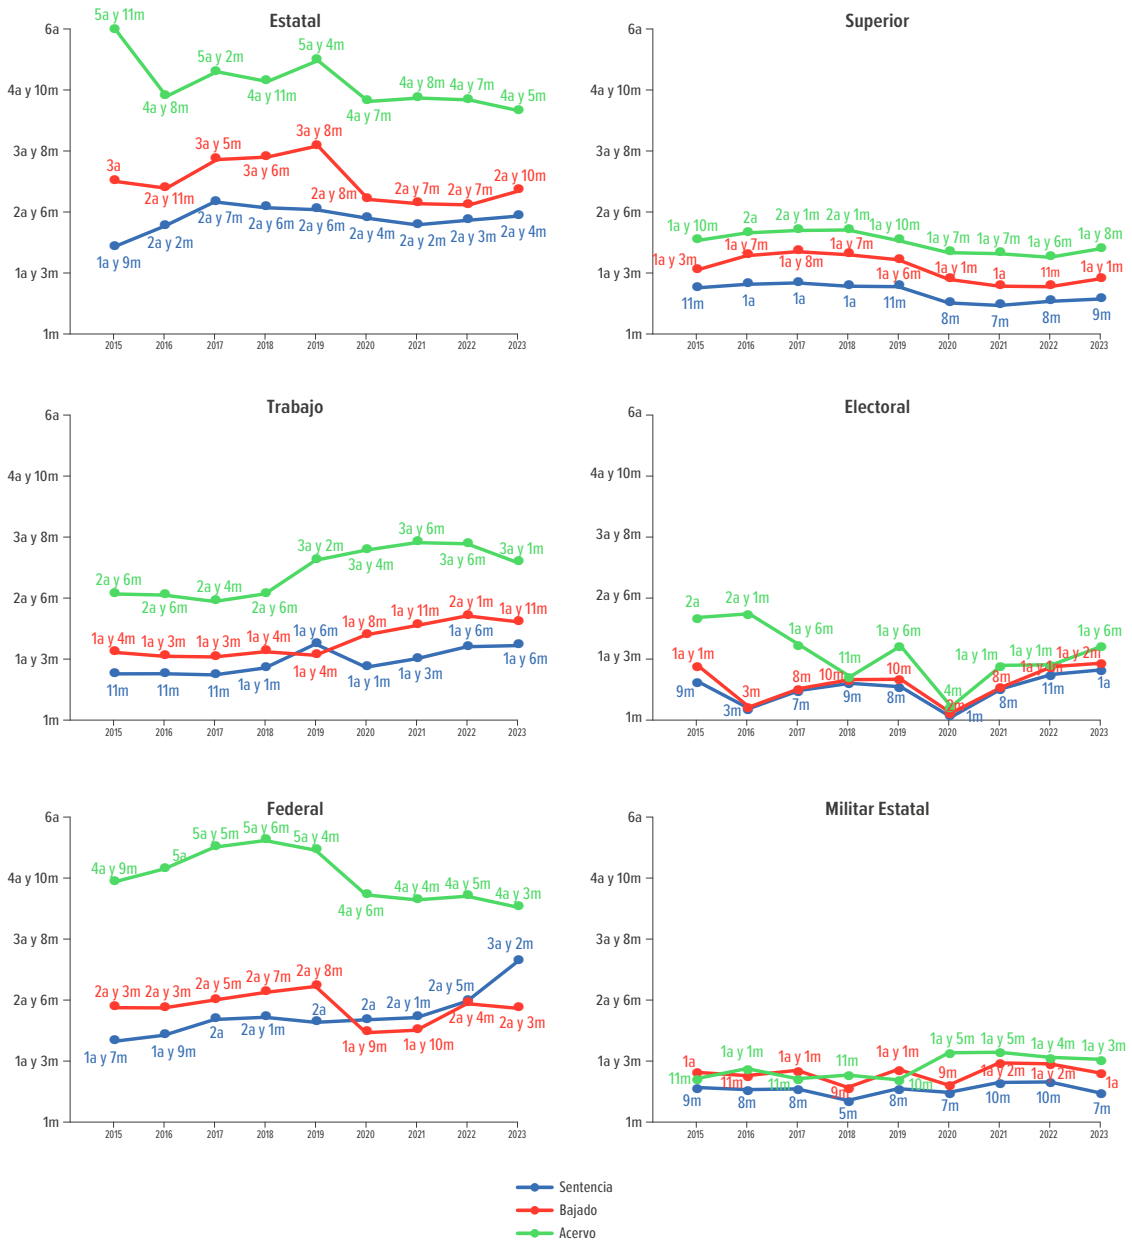 Estatal
6a
4a y 10m
3a y 8m
2a y 6m
1a y 3m
1m
5a y 11m
4a y 8m
5a y 2m
4a y 11m
5a y 4m
4a y 7m
4a y 8m
4a y 7m
4a y 5m
3a
2a y 11m
3a y 5m
3a y 6m
3a y 8m
2a y 8m
2a y 7m
2a y 7m
2a y 10m
1a y 9m
2a y 2m
2a y 7m
2a y 6m
2a y 6m
2a y 4m
2a y 2m
2a y 3m
2a y 4m
2015 2016 2017 2018 2019 2020 2021 2022 2023
Superior
6a
4a y 10m
3a y 8m
2a y 6m
1a y 3m
1m
1a y 10m
2a
2a y 1m
2a y 1m
1a y 10m
1a y 7m
1a y 7m
1a y 6m
1a y 8m
1a y 3m
1a y 7m
1a y 8m
1a y 7m
1a y 6m
1a y 1m
1a
11m
1a y 1m
11m
1a
1a
1a
11m
8m
7m
8m
9m
2015 2016 2017 2018 2019 2020 2021 2022 2023
Trabajo
6a
4a y 10m
3a y 8m
2a y 6m
1a y 3m
1m
2a y 6m
2a y 6m
2a y 4m
2a y 6m
3a y 2m
3a y 4m
3a y 6m
3a y 6m
3a y 1m
1a y 4m
1a y 3m
1a y 3m
1a y 4m
1a y 4m
1a y 8m
1a y 11m
2a y 1m
1a y 11m
11m
11m
11m
1a y 1m
1a y 6m
1a y 1m
1a y 3m
1a y 6m
1a y 6m
2015 2016 2017 2018 2019 2020 2021 2022 2023
Electoral
6a
4a y 10m
3a y 8m
2a y 6m
1a y 3m
1m
2a
2a y 1m
1a y 6m
11m
1a y 6m
4m
1a y 1m
1a y 1m
1a y 6m
1a y 1m
3m
8m
10m
10m
8m
1a y 2m
9m
3m
7m
9m
8m
1m
8m
11m
1a
2015 2016 2017 2018 2019 2020 2021 2022 2023
Federal
6a
4a y 10m
3a y 8m
2a y 6m
1a y 3m
1m
4a y 9m
5a
5a y 5m
5a y 6m
5a y 4m
4a y 6m
4a y 4m
4a y 5m
4a y 3m
2a y 3m
2a y 3m
2a y 5m
2a y 7m
2a y 8m
1a y 9m
1a y 10m
2a y 4m
2a y 3m
1a y 7m
1a y 9m
2a
2a y 1m
2a
2a
2a y 1m
2a y 5m
3a y 2m
2015 2016 2017 2018 2019 2020 2021 2022 2023
Militar Estatal
6a
4a y 10m
3a y 8m
2a y 6m
1a y 3m
1m
11m
1a y 1m
11m
11m
10m
1a y 5m
1a y 5m
1a y 4m
1a y 3m
1a
11m
1a y 1m
9m
1a y 1m
9m
1a y 2m
1a y 2m
1a
9m
8m
8m
5m
8m
7m
10m
10m
7m
2015 2016 2017 2018 2019 2020 2021 2022 2023
Sentencia
Bajado
Acervo